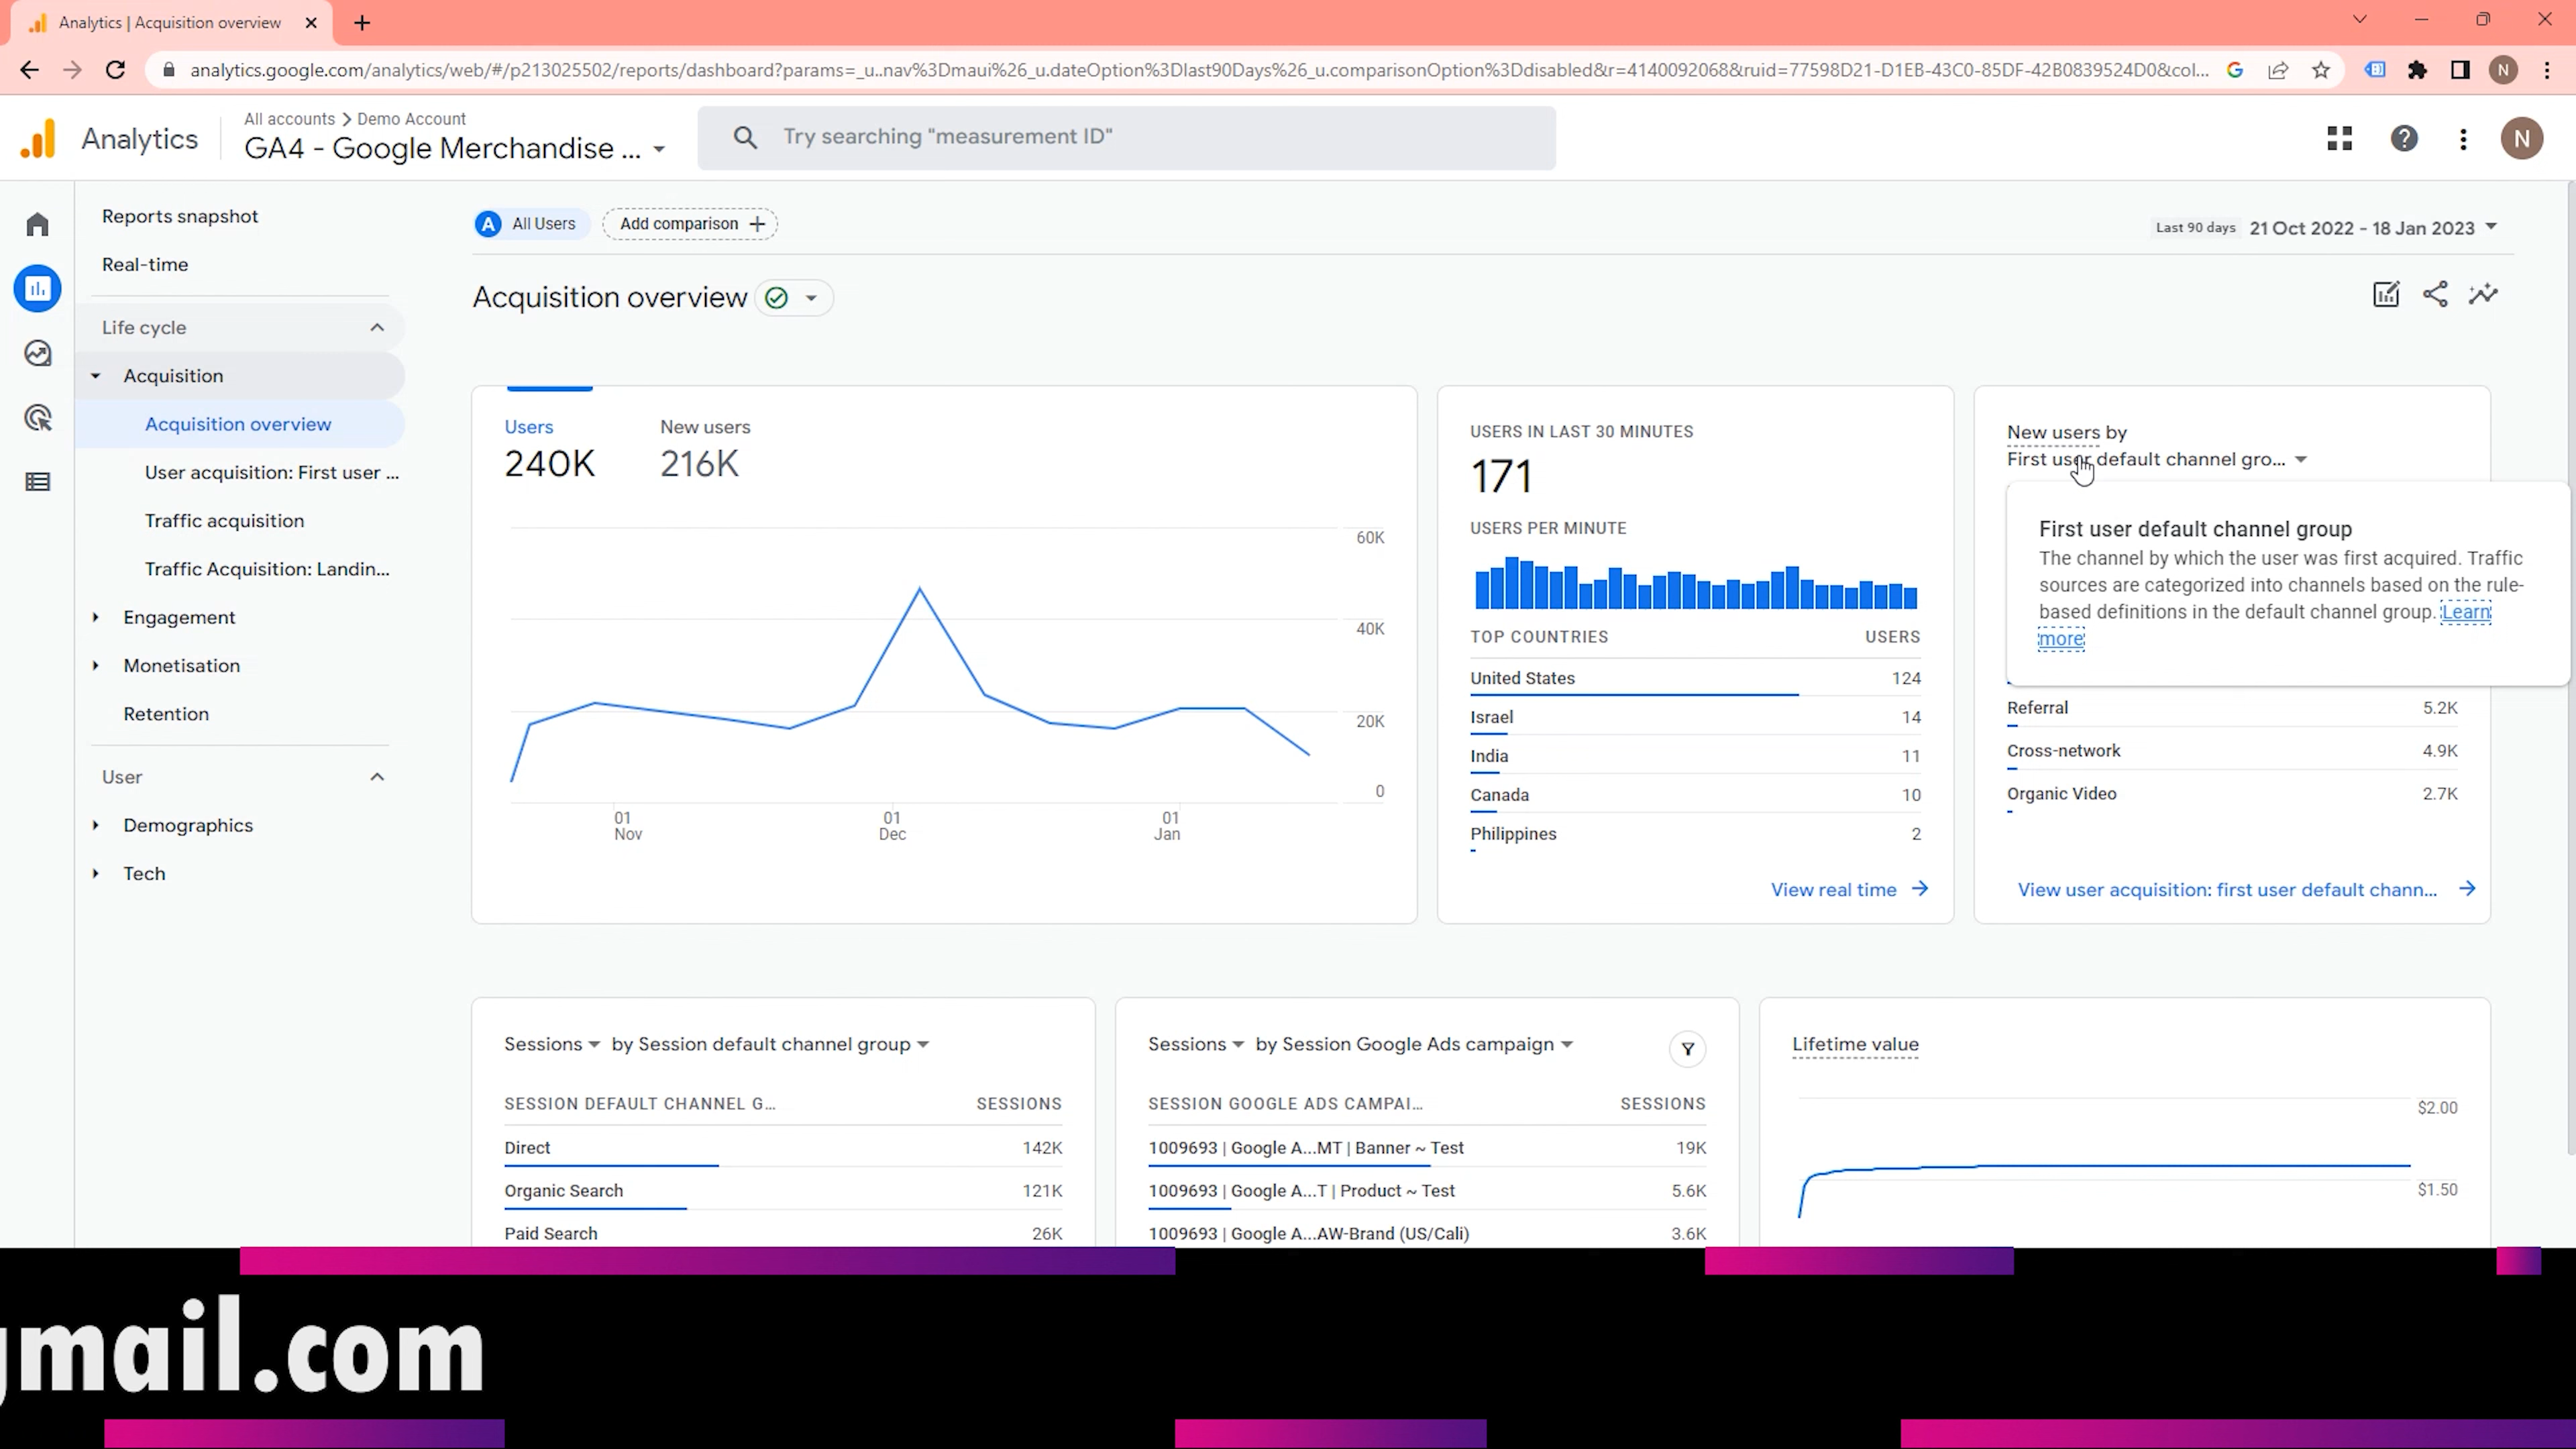 Analytics | Acquisition overview
analytics.google.com/analytics/web/#/p213025502/reports/dashboard?params=_u..nav%3Dmaui%26_u.dateOption%3Dlast90Days%26_u.comparisonOption%3Ddisabled&r=4140092068&ruid=77598D21-D1EB-43C0-85DF-42B0839524D0&col...
N
Analytics
All accounts > Demo Account
GA4 - Google Merchandise ...
Try searching "measurement ID"
N
Reports snapshot
Real-time
Life cycle
Acquisition
Acquisition overview
User acquisition: First user ...
Traffic acquisition
Traffic Acquisition: Landin...
Engagement
Monetisation
Retention
User
Demographics
Tech
A All Users
Add comparison +
Last 90 days 21 Oct 2022 - 18 Jan 2023
Acquisition overview
Users
240K
New users
216K
60K
40K
20K
0
01
Nov
01
Dec
01
Jan
USERS IN LAST 30 MINUTES
171
USERS PER MINUTE
TOP COUNTRIES USERS
United States 124
Israel 14
India 11
Canada 10
Philippines 2
View real time
New users by
First user default channel gro...
First user default channel group
The channel by which the user was first acquired. Traffic
sources are categorized into channels based on the rule-
based definitions in the default channel group. Learn
more
Referral 5.2K
Cross-network 4.9K
Organic Video 2.7K
View user acquisition: first user default chann...
Sessions by Session default channel group
SESSION DEFAULT CHANNEL G... SESSIONS
Direct 142K
Organic Search 121K
Paid Search 26K
Sessions by Session Google Ads campaign
SESSION GOOGLE ADS CAMPAI... SESSIONS
1009693 | Google A...MT | Banner ~ Test 19K
1009693 | Google A...T | Product ~ Test 5.6K
1009693 | Google A...AW-Brand (US/Cali) 3.6K
Lifetime value
$2.00
$1.50
gmail.com